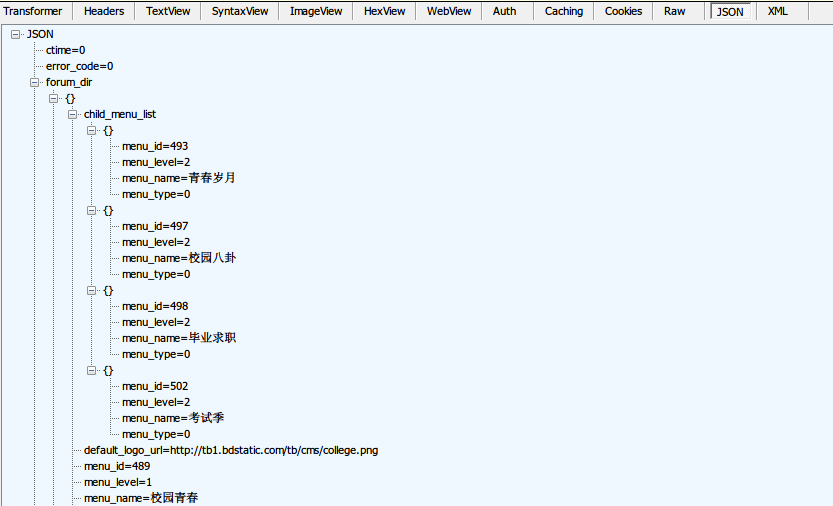 Transformer Headers TextView SyntaxView ImageView HexView WebView Auth Caching Cookies Raw JSON XML
JSON
ctime=0
error_code=0
forum_dir
{}
child_menu_list
{}
menu_id=493
menu_level=2
menu_name=青春岁月
menu_type=0
{}
menu_id=497
menu_level=2
menu_name=校园八卦
menu_type=0
{}
menu_id=498
menu_level=2
menu_name=毕业求职
menu_type=0
{}
menu_id=502
menu_level=2
menu_name=考试季
menu_type=0
default_logo_url=http://tb1.bdstatic.com/tb/cms/college.png
menu_id=489
menu_level=1
menu_name=校园青春